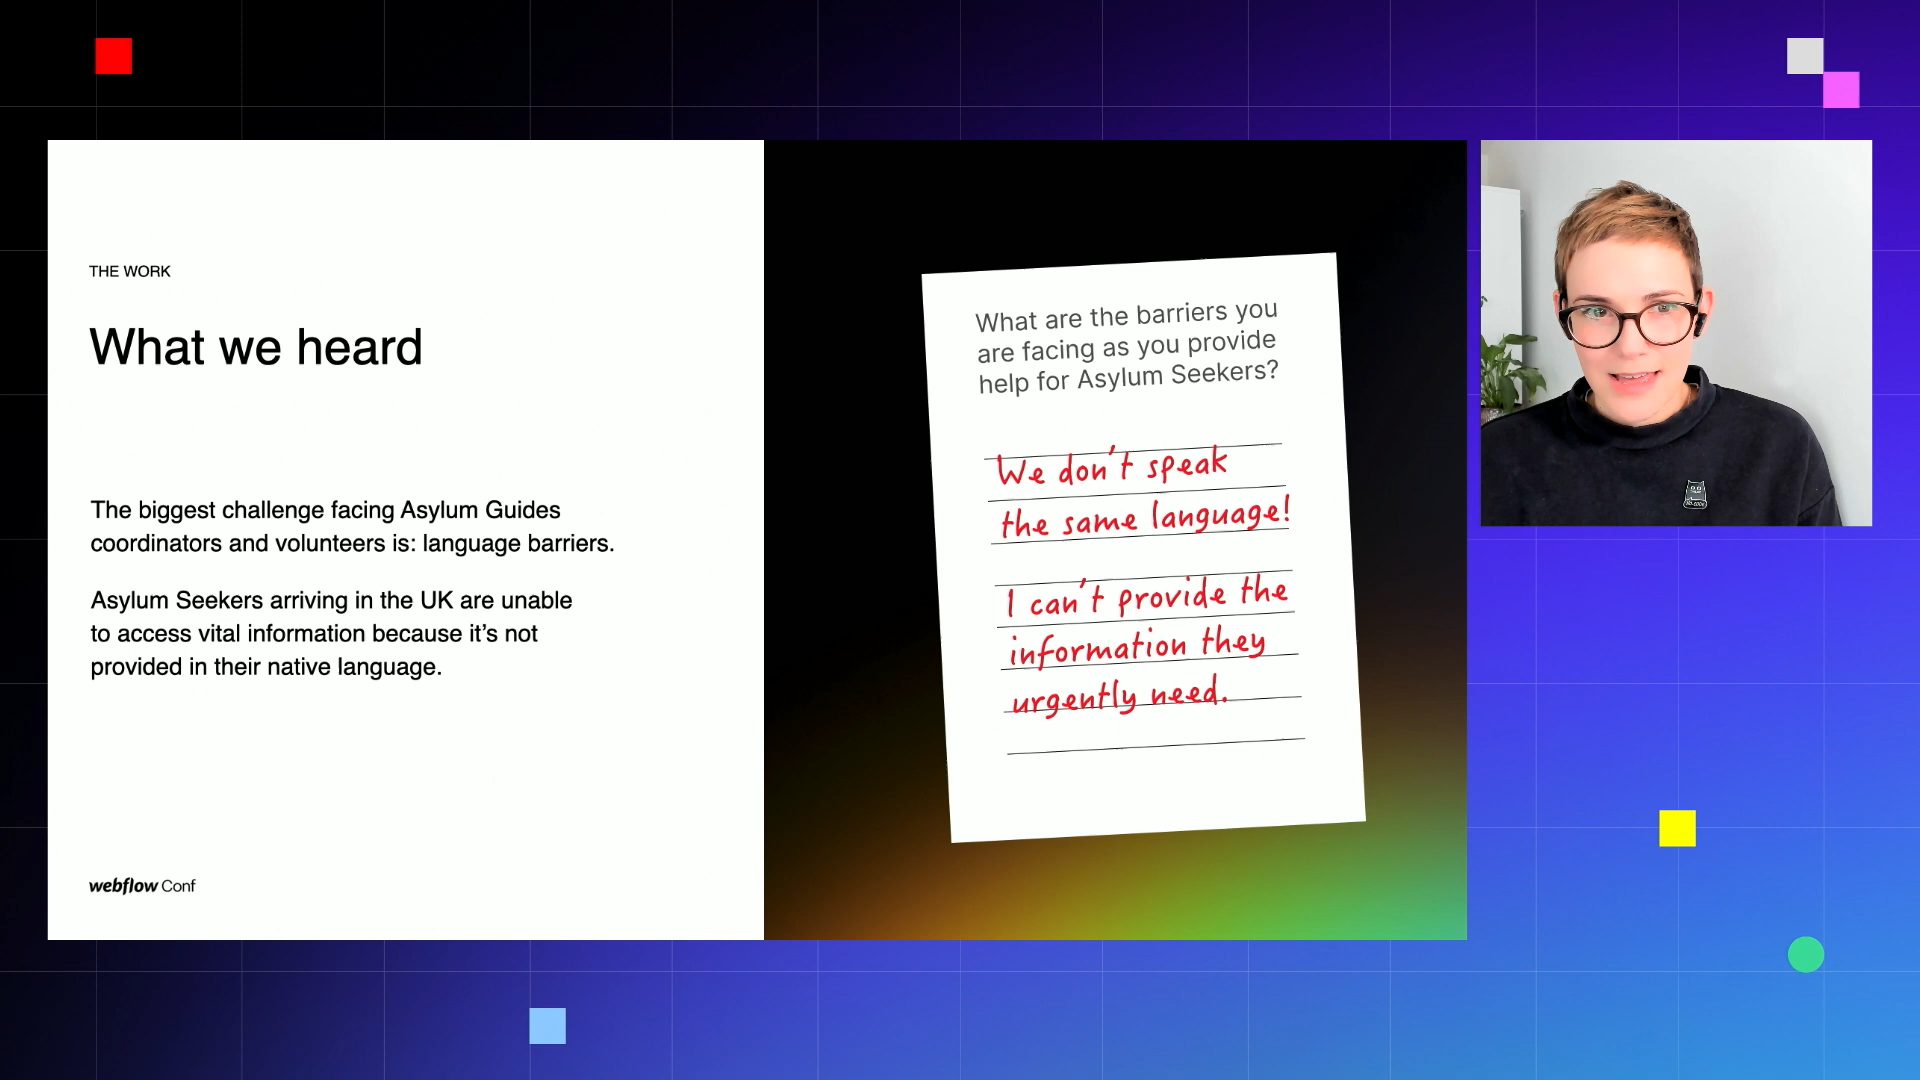 THE WORK
What we heard
The biggest challenge facing Asylum Guides
coordinators and volunteers is: language barriers.
Asylum Seekers arriving in the UK are unable
to access vital information because it’s not
provided in their native language.
webflow Conf
What are the barriers you
are facing as you provide
help for Asylum Seekers?
We don't speak
the same language!
I can't provide the
information they
urgently need.